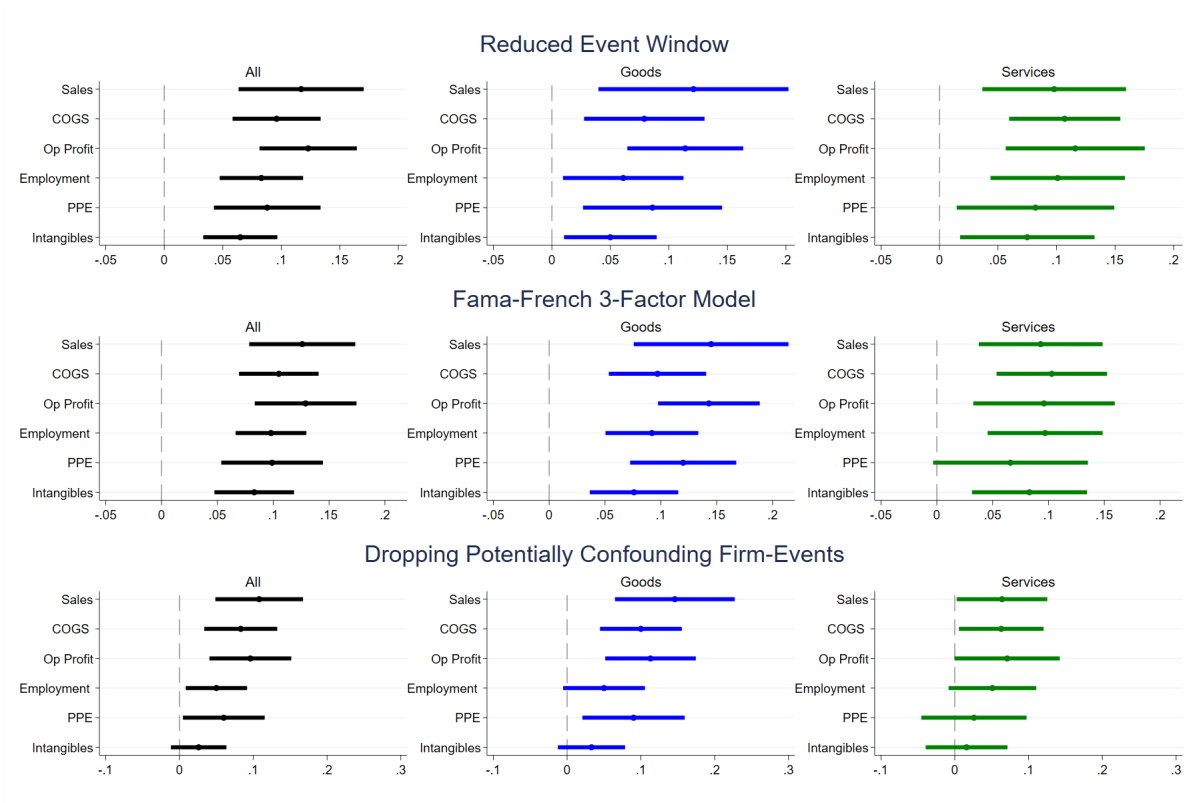 Reduced Event Window
All
Sales
COGS
Op Profit
Employment
PPE
Intangibles
-.05 0 .05 .1 .15 .2
Goods
Sales
COGS
Op Profit
Employment
PPE
Intangibles
-.05 0 .05 .1 .15 .2
Services
Sales
COGS
Op Profit
Employment
PPE
Intangibles
-.05 0 .05 .1 .15 .2
Fama-French 3-Factor Model
All
Sales
COGS
Op Profit
Employment
PPE
Intangibles
-.05 0 .05 .1 .15 .2
Goods
Sales
COGS
Op Profit
Employment
PPE
Intangibles
-.05 0 .05 .1 .15 .2
Services
Sales
COGS
Op Profit
Employment
PPE
Intangibles
-.05 0 .05 .1 .15 .2
Dropping Potentially Confounding Firm-Events
All
Sales
COGS
Op Profit
Employment
PPE
Intangibles
-.1 0 .1 .2 .3
Goods
Sales
COGS
Op Profit
Employment
PPE
Intangibles
-.1 0 .1 .2 .3
Services
Sales
COGS
Op Profit
Employment
PPE
Intangibles
-.1 0 .1 .2 .3